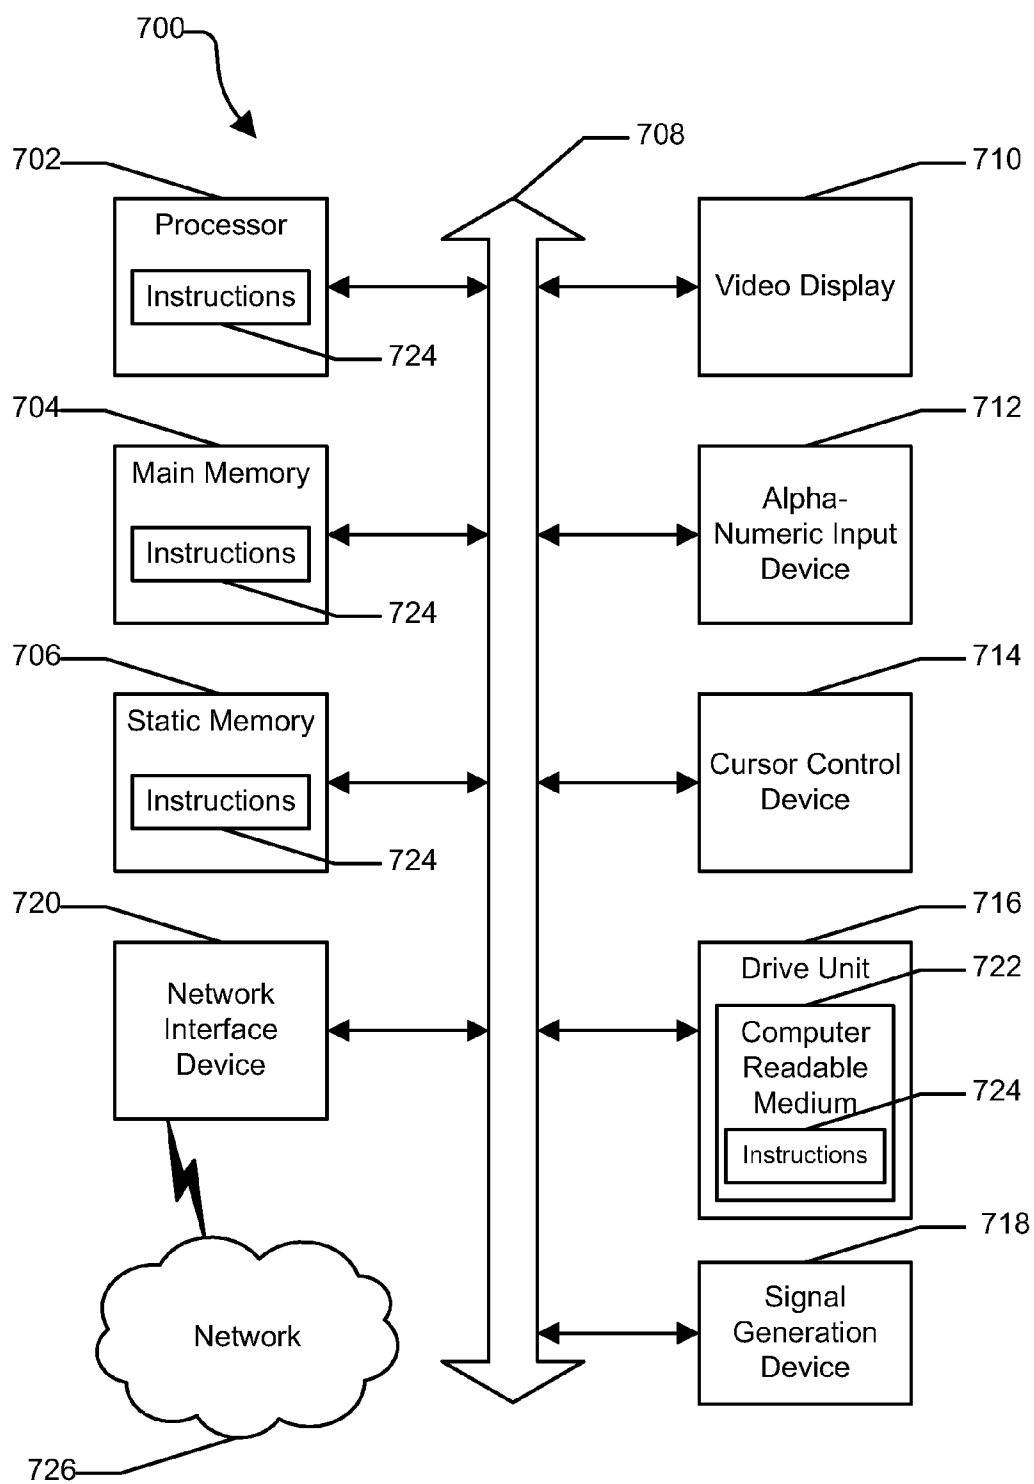 700
702
708
710
Processor
Instructions
724
Video Display
704
712
Main Memory
Instructions
724
Alpha-
Numeric Input
Device
706
714
Static Memory
Instructions
724
Cursor Control
Device
720
716
Network
Interface
Device
Drive Unit
722
Computer
Readable
Medium
724
Instructions
718
Network
Signal
Generation
Device
726